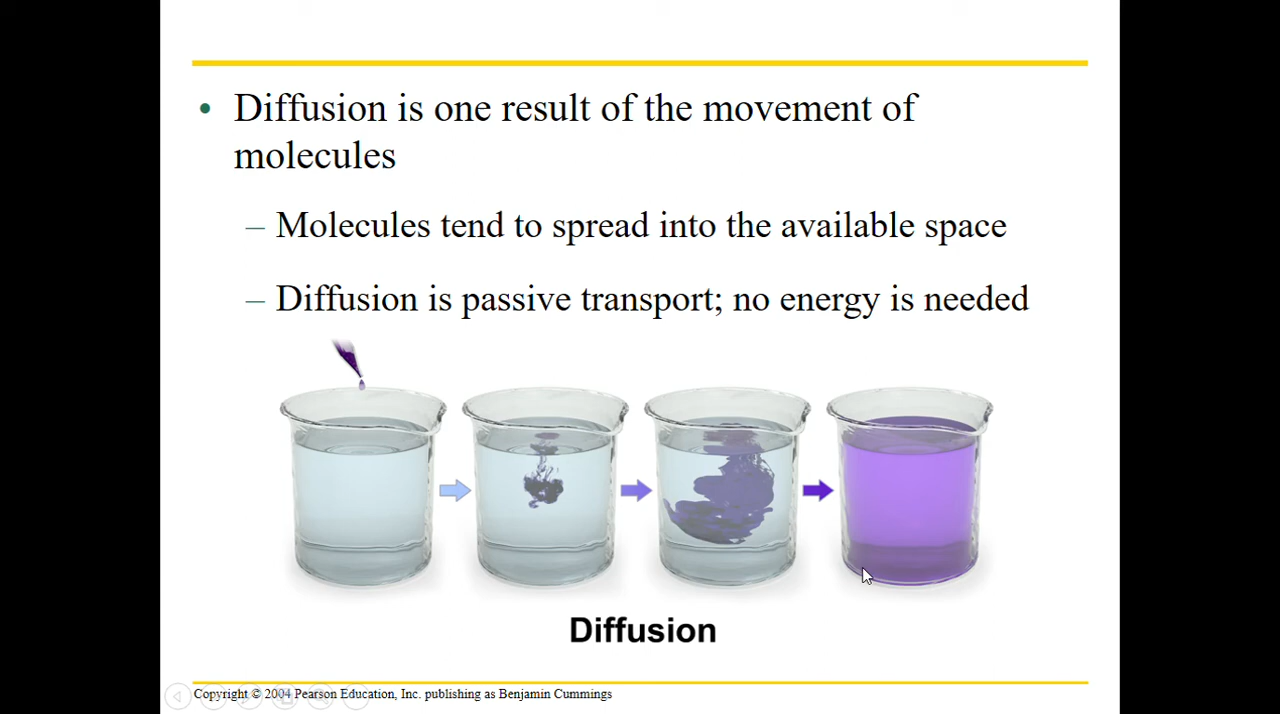 • Diffusion is one result of the movement of
molecules
– Molecules tend to spread into the available space
– Diffusion is passive transport; no energy is needed
Diffusion
Copyright © 2004 Pearson Education, Inc. publishing as Benjamin Cummings